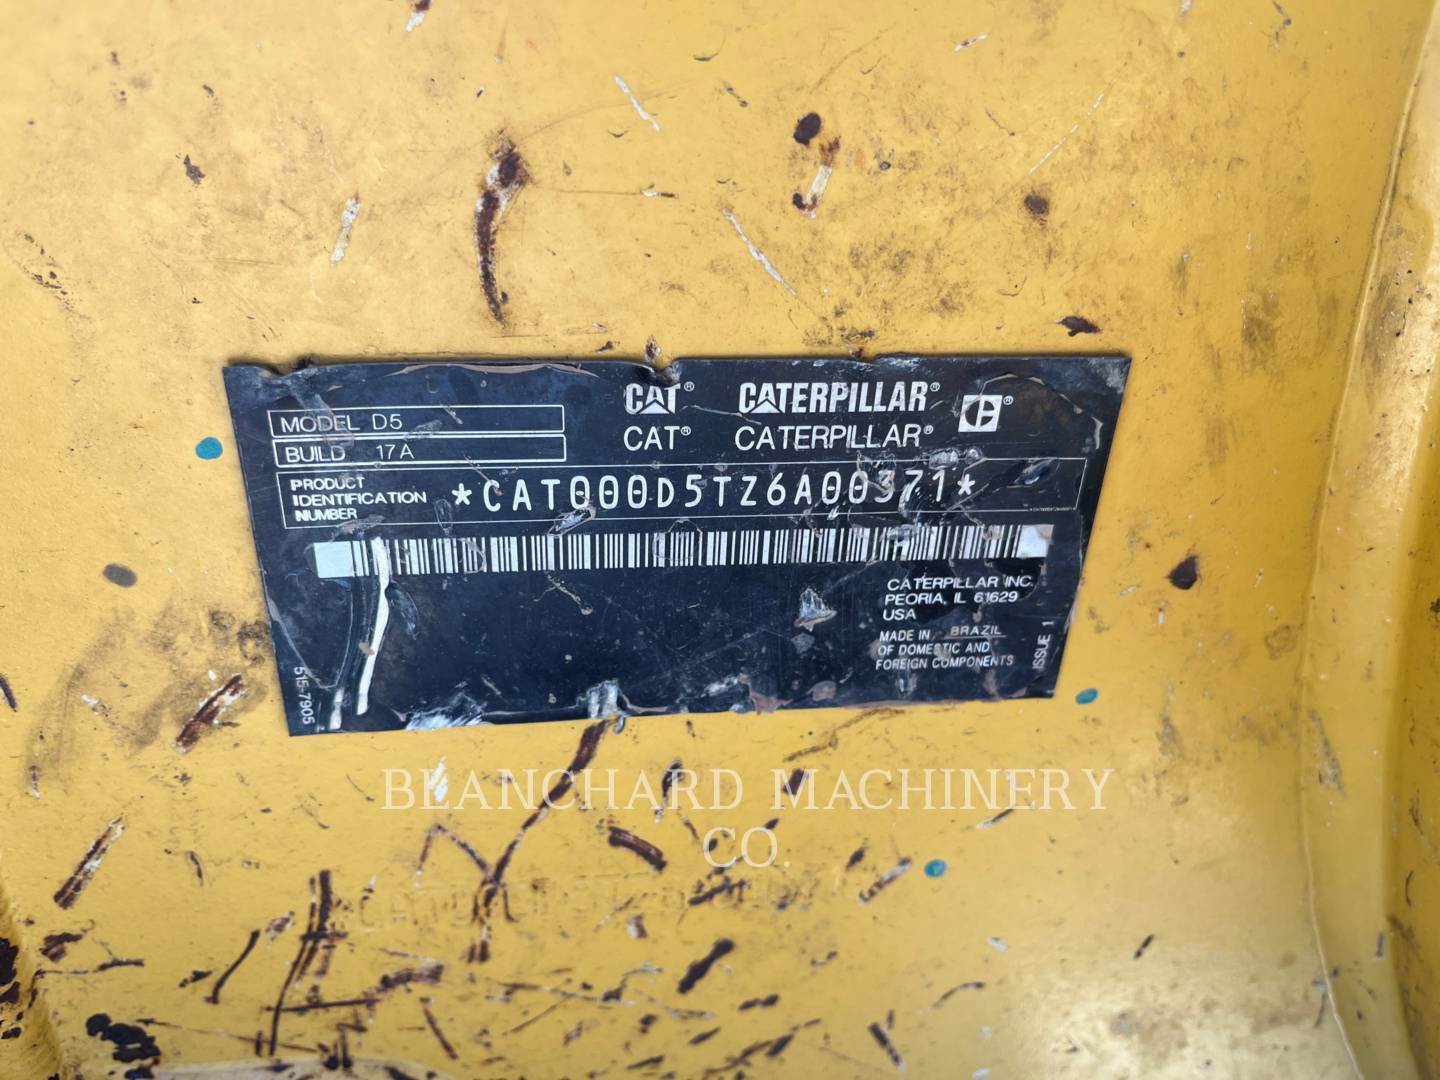 CAT® CATERPILLAR®
CAT® CATERPILLAR®
MODEL D5
BUILD 17A
PRODUCT
IDENTIFICATION
NUMBER
*CAT000D5TZ6A00371*
CATERPILLAR INC.
PEORIA, IL 61629
USA
MADE IN BRAZIL
OF DOMESTIC AND
FOREIGN COMPONENTS
ISSUE 1
515-7905
BLANCHARD MACHINERY
CO.